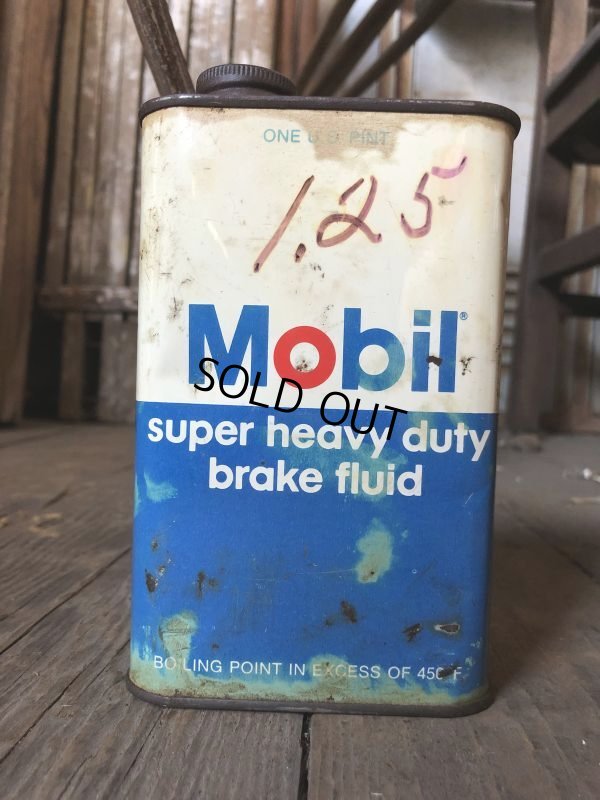 ONE U.S. PINT
1.25
Mobil®
SOLD OUT
super heavy duty
brake fluid
BOILING POINT IN EXCESS OF 450°F